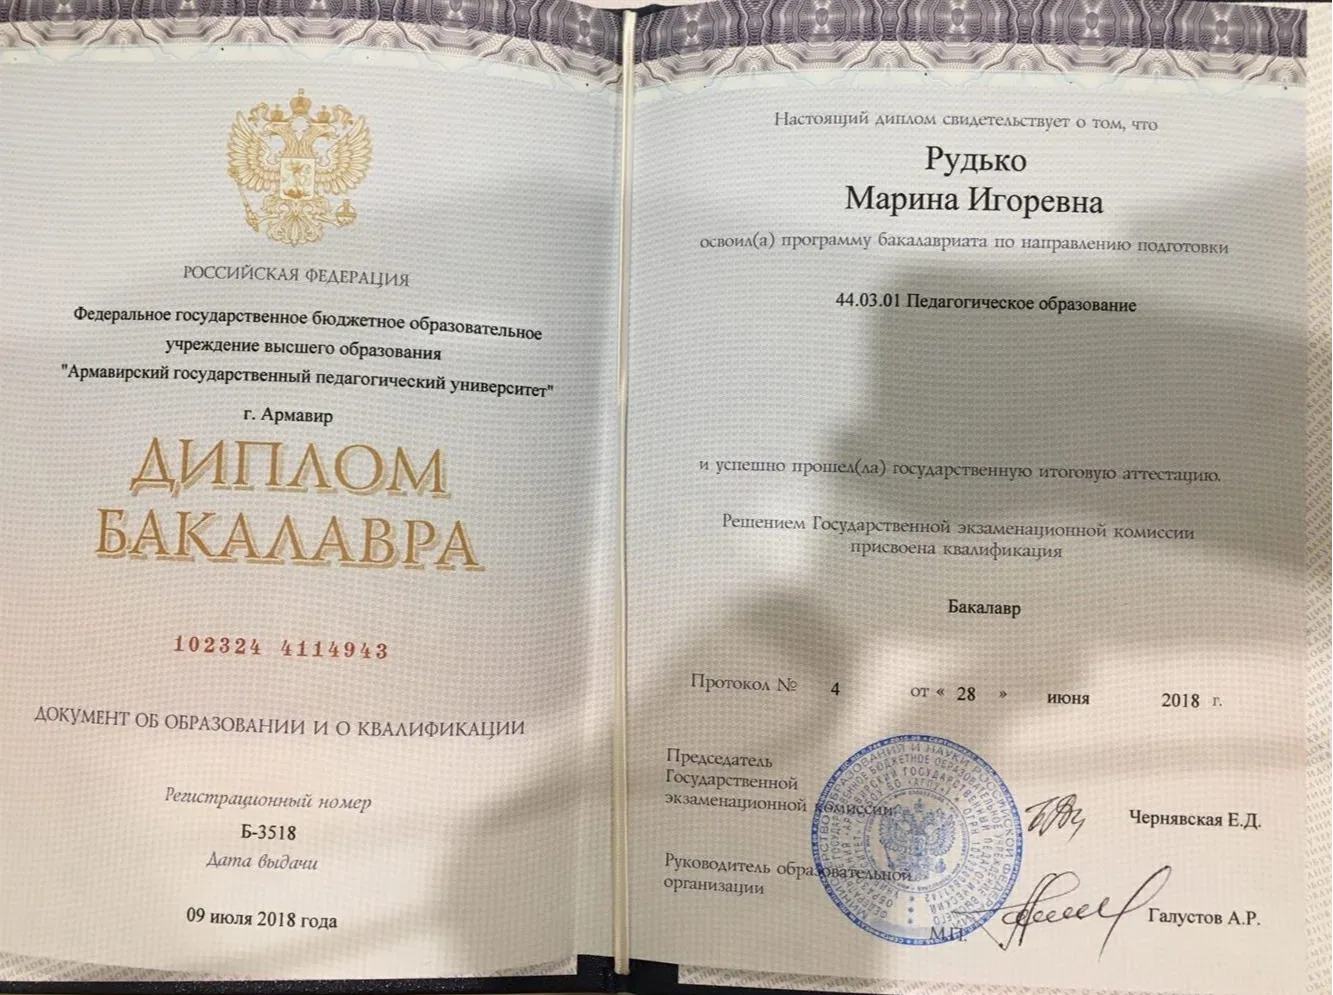 РОССИЙСКАЯ ФЕДЕРАЦИЯ
Федеральное государственное бюджетное образовательное
учреждение высшего образования
"Армавирский государственный педагогический университет"
г. Армавир
ДИПЛОМ
БАКАЛАВРА
102324 4114943
ДОКУМЕНТ ОБ ОБРАЗОВАНИИ И О КВАЛИФИКАЦИИ
Регистрационный номер
Б-3518
Дата выдачи
09 июля 2018 года
Настоящий диплом свидетельствует о том, что
Рудько
Марина Игоревна
освоил(а) программу бакалавриата по направлению подготовки
44.03.01 Педагогическое образование
и успешно прошел(ла) государственную итоговую аттестацию.
Решением Государственной экзаменационной комиссии
присвоена квалификация
Бакалавр
Протокол № 4 от « 28 » июня 2018 г.
Председатель
Государственной
экзаменационной комиссии
Чернявская Е.Д.
Руководитель образовательной
организации
Галустов А.Р.
М.П.